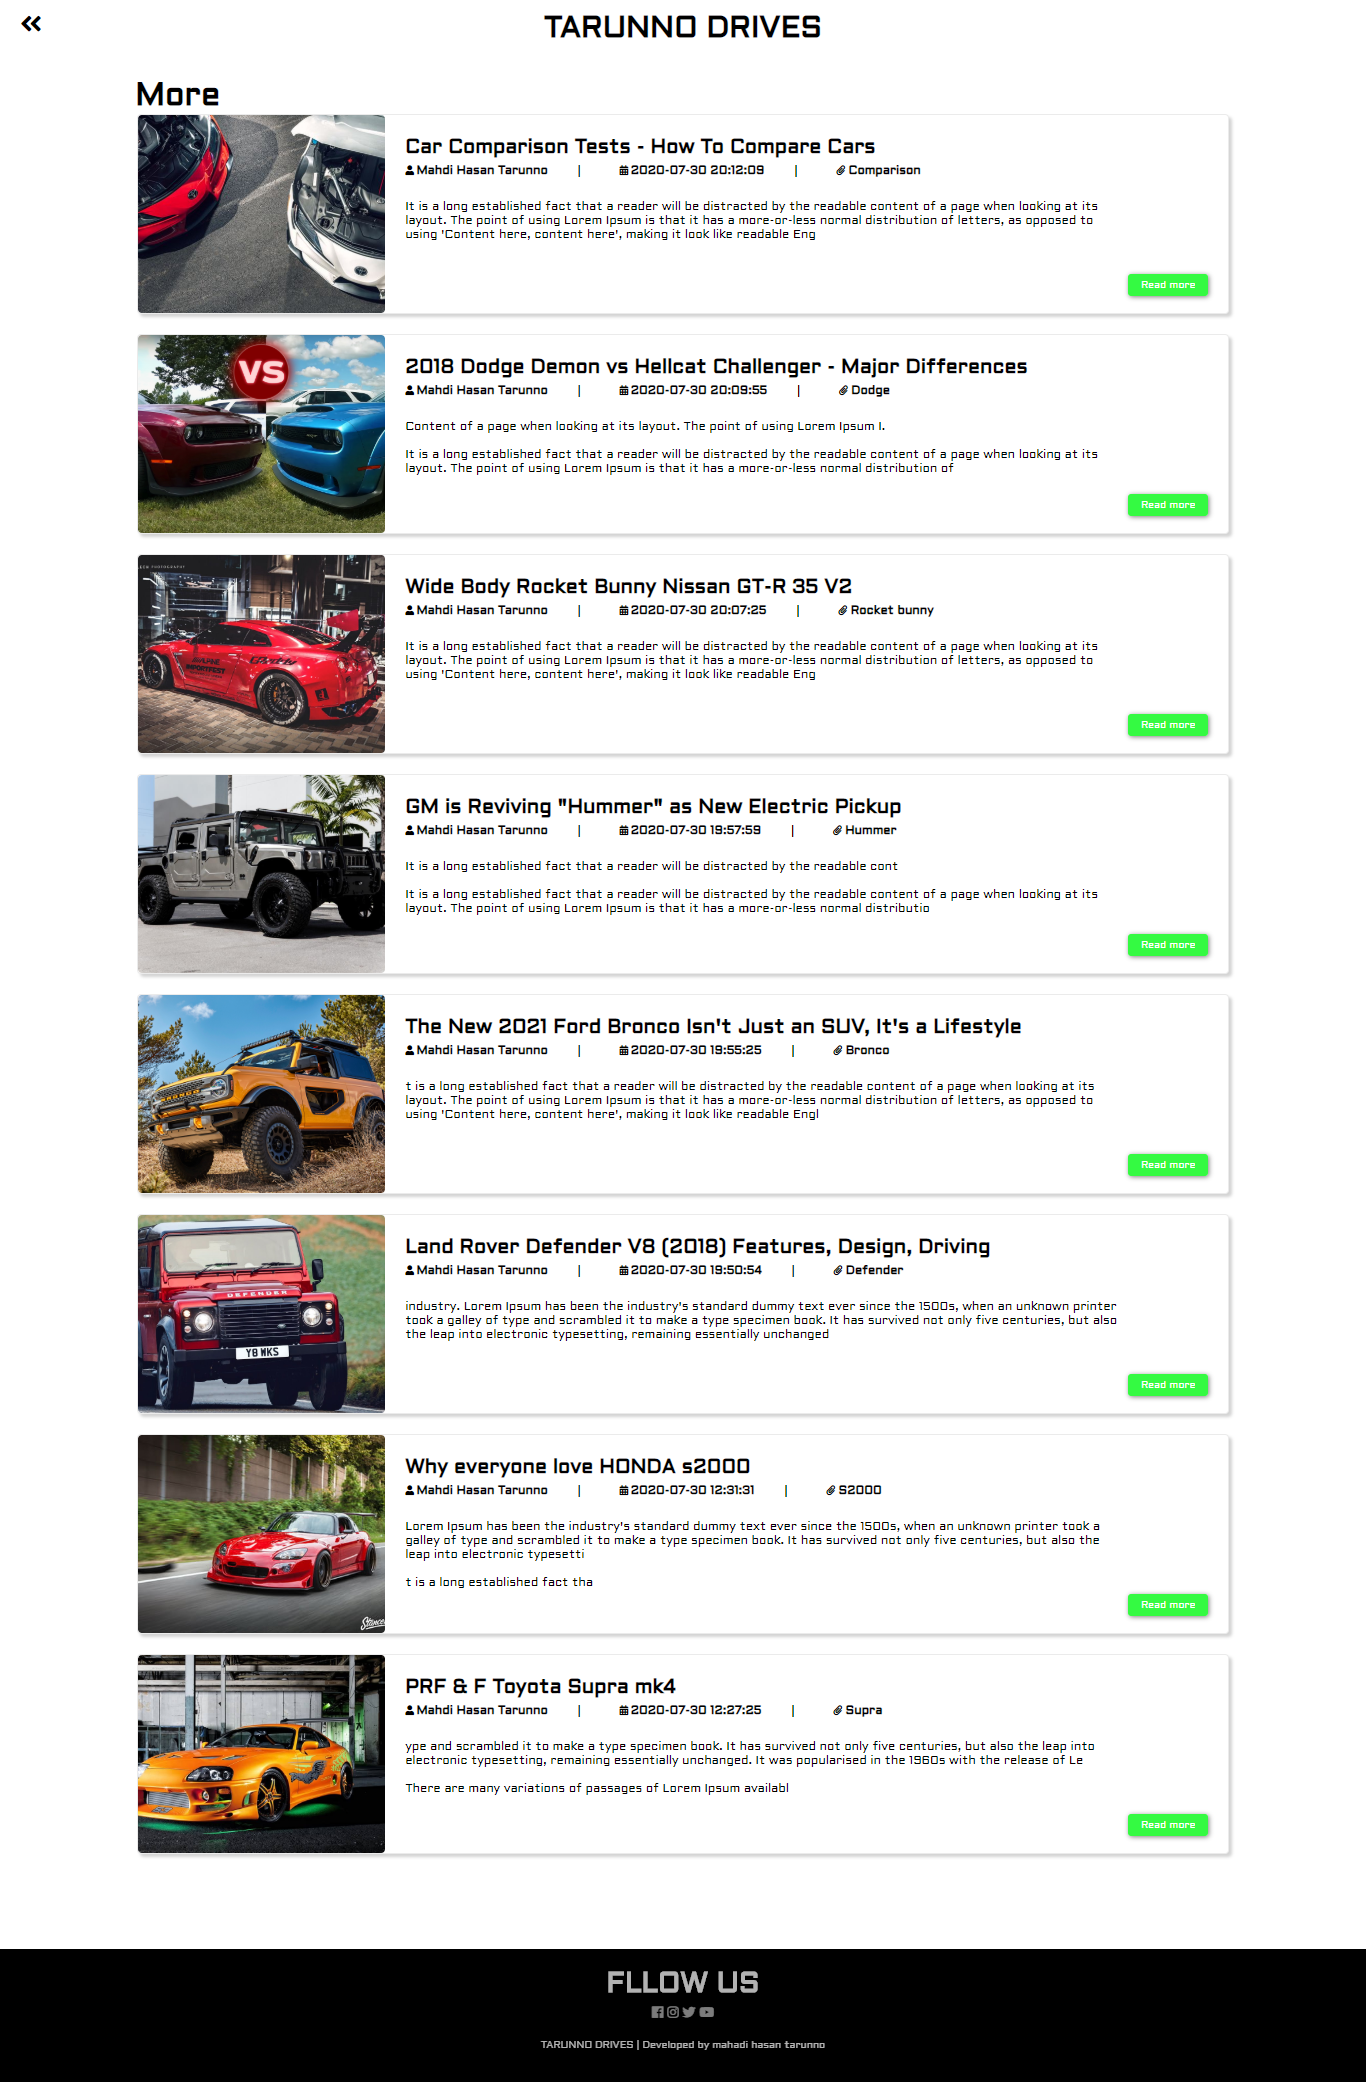 TARUNNO DRIVES
More
Car Comparison Tests - How To Compare Cars
Mahdi Hasan Tarunno | 2020-07-30 20:12:09 | Comparison
It is a long established fact that a reader will be distracted by the readable content of a page when looking at its
layout. The point of using Lorem Ipsum is that it has a more-or-less normal distribution of letters, as opposed to
using 'Content here, content here', making it look like readable Eng
Read more
VS
2018 Dodge Demon vs Hellcat Challenger - Major Differences
Mahdi Hasan Tarunno | 2020-07-30 20:09:55 | Dodge
Content of a page when looking at its layout. The point of using Lorem Ipsum I.
It is a long established fact that a reader will be distracted by the readable content of a page when looking at its
layout. The point of using Lorem Ipsum is that it has a more-or-less normal distribution of
Read more
Wide Body Rocket Bunny Nissan GT-R 35 V2
Mahdi Hasan Tarunno | 2020-07-30 20:07:25 | Rocket bunny
It is a long established fact that a reader will be distracted by the readable content of a page when looking at its
layout. The point of using Lorem Ipsum is that it has a more-or-less normal distribution of letters, as opposed to
using 'Content here, content here', making it look like readable Eng
Read more
GM is Reviving "Hummer" as New Electric Pickup
Mahdi Hasan Tarunno | 2020-07-30 19:57:59 | Hummer
It is a long established fact that a reader will be distracted by the readable cont
It is a long established fact that a reader will be distracted by the readable content of a page when looking at its
layout. The point of using Lorem Ipsum is that it has a more-or-less normal distributio
Read more
The New 2021 Ford Bronco Isn't Just an SUV, It's a Lifestyle
Mahdi Hasan Tarunno | 2020-07-30 19:55:25 | Bronco
t is a long established fact that a reader will be distracted by the readable content of a page when looking at its
layout. The point of using Lorem Ipsum is that it has a more-or-less normal distribution of letters, as opposed to
using 'Content here, content here', making it look like readable Engl
Read more
DEFENDER
Y8 WKS
Land Rover Defender V8 (2018) Features, Design, Driving
Mahdi Hasan Tarunno | 2020-07-30 19:50:54 | Defender
industry. Lorem Ipsum has been the industry's standard dummy text ever since the 1500s, when an unknown printer
took a galley of type and scrambled it to make a type specimen book. It has survived not only five centuries, but also
the leap into electronic typesetting, remaining essentially unchanged
Read more
Why everyone love HONDA s2000
Mahdi Hasan Tarunno | 2020-07-30 12:31:31 | S2000
Lorem Ipsum has been the industry's standard dummy text ever since the 1500s, when an unknown printer took a
galley of type and scrambled it to make a type specimen book. It has survived not only five centuries, but also the
leap into electronic typesetti
t is a long established fact tha
Read more
PRF & F Toyota Supra mk4
Mahdi Hasan Tarunno | 2020-07-30 12:27:25 | Supra
ype and scrambled it to make a type specimen book. It has survived not only five centuries, but also the leap into
electronic typesetting, remaining essentially unchanged. It was popularised in the 1960s with the release of Le
There are many variations of passages of Lorem Ipsum availabl
Read more
FLLOW US
TARUNNO DRIVES | Developed by mahadi hasan tarunno